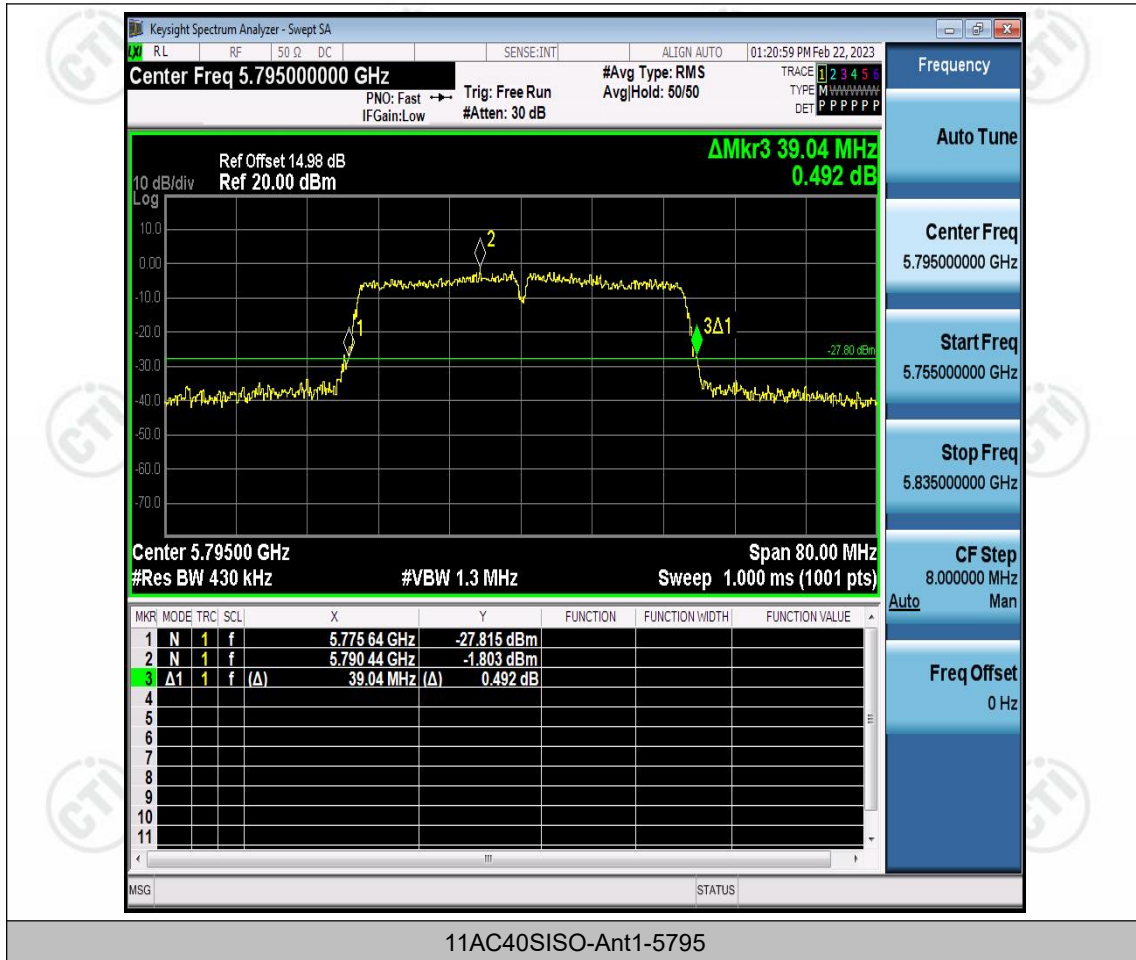 Keysight Spectrum Analyzer - Swept SA
LXI RL RF 50 Ω DC SENSE:INT ALIGN AUTO 01:20:59 PM Feb 22, 2023
Center Freq 5.795000000 GHz
PNO: Fast
IFGain:Low
Trig: Free Run
#Atten: 30 dB
#Avg Type: RMS
Avg|Hold: 50/50
TRACE 1 2 3 4 5 6
TYPE M WWWWW
DET P P P P P P
Frequency
Auto Tune
Center Freq
5.795000000 GHz
Start Freq
5.755000000 GHz
Stop Freq
5.835000000 GHz
CF Step
8.000000 MHz
Auto Man
Freq Offset
0 Hz
ΔMkr3 39.04 MHz
0.492 dB
Ref Offset 14.98 dB
10 dB/div Ref 20.00 dBm
Log
10.0
0.00
-10.0
-20.0
-30.0
-40.0
-50.0
-60.0
-70.0
2
1
3Δ1
-27.80 dBm
Center 5.79500 GHz Span 80.00 MHz
#Res BW 430 kHz #VBW 1.3 MHz Sweep 1.000 ms (1001 pts)
MKR MODE TRC SCL X Y FUNCTION FUNCTION WIDTH FUNCTION VALUE
1 N 1 f 5.775 64 GHz -27.815 dBm
2 N 1 f 5.790 44 GHz -1.803 dBm
3 Δ1 1 f (Δ) 39.04 MHz (Δ) 0.492 dB
4
5
6
7
8
9
10
11
MSG STATUS
11AC40SISO-Ant1-5795
CTI
CTI
CTI
CTI
CTI
CTI